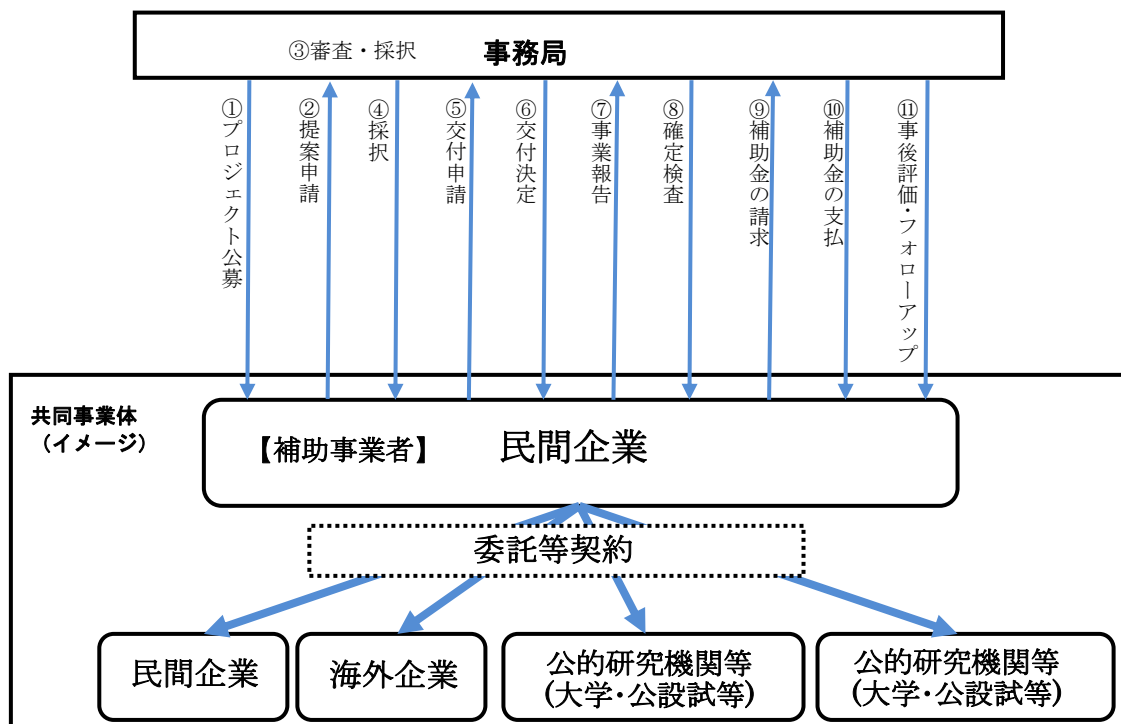 ③審査・採択 事務局
①プロジェクト公募
②提案申請
④採択
⑤交付申請
⑥交付決定
⑦事業報告
⑧確定検査
⑨補助金の請求
⑩補助金の支払
⑪事後評価・フォローアップ
共同事業体
（イメージ）
【補助事業者】 民間企業
委託等契約
民間企業
海外企業
公的研究機関等
(大学・公設試等)
公的研究機関等
(大学・公設試等)